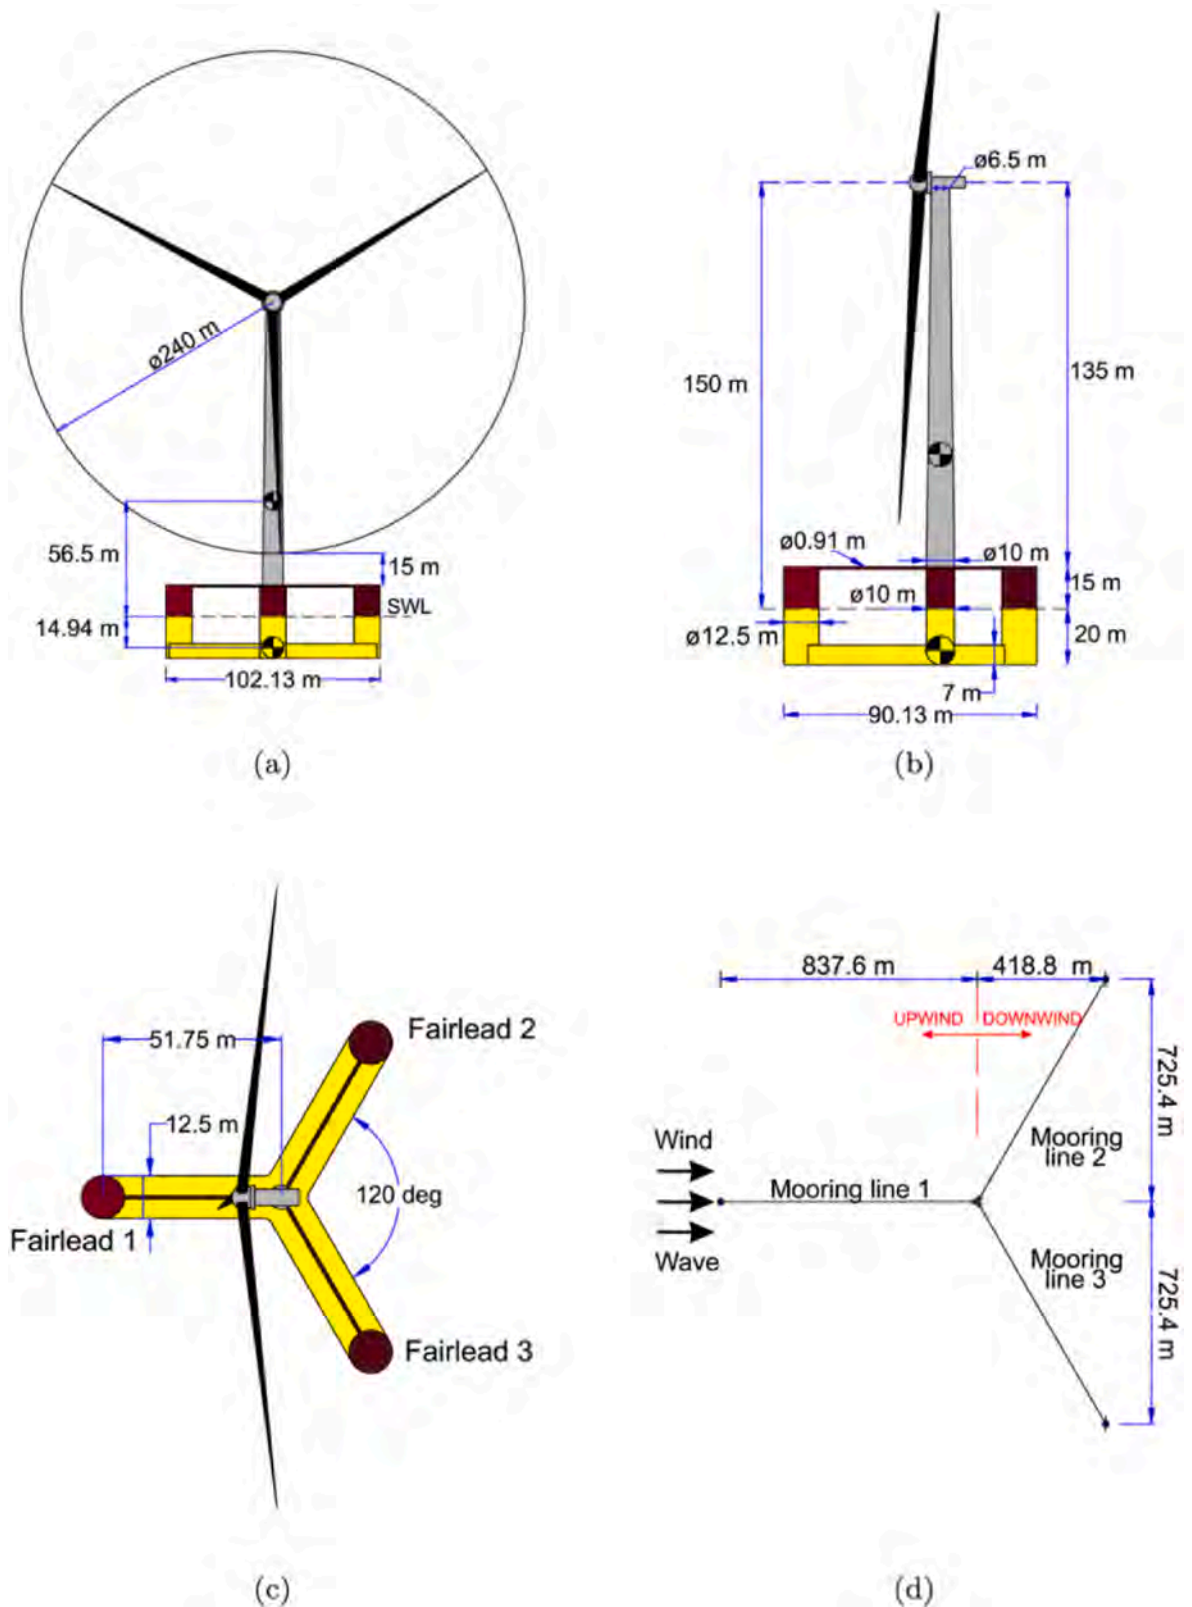 ø240 m
56.5 m
15 m
SWL
14.94 m
102.13 m
(a)
ø6.5 m
150 m
135 m
ø0.91 m
ø10 m
15 m
ø10 m
ø12.5 m
20 m
7 m
90.13 m
(b)
Fairlead 2
51.75 m
12.5 m
120 deg
Fairlead 1
Fairlead 3
(c)
837.6 m
418.8 m
UPWIND
DOWNWIND
725.4 m
Wind
Mooring
line 2
Mooring line 1
Wave
Mooring
line 3
725.4 m
(d)